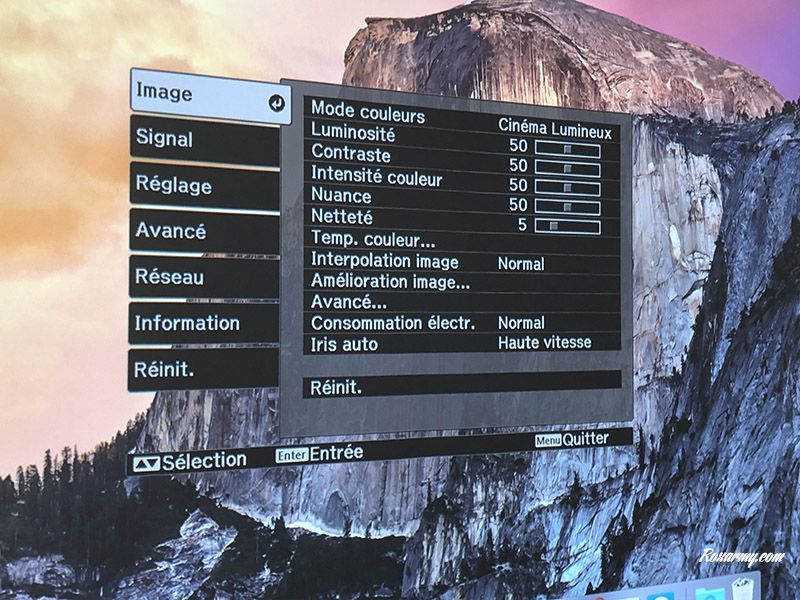 Image
Signal
Réglage
Avancé
Réseau
Information
Réinit.
Mode couleurs Cinéma Lumineux
Luminosité 50
Contraste 50
Intensité couleur 50
Nuance 50
Netteté 5
Temp. couleur...
Interpolation image Normal
Amélioration image...
Avancé...
Consommation électr. Normal
Iris auto Haute vitesse
Réinit.
Sélection Enter Entrée Menu Quitter
Roxarmy.com